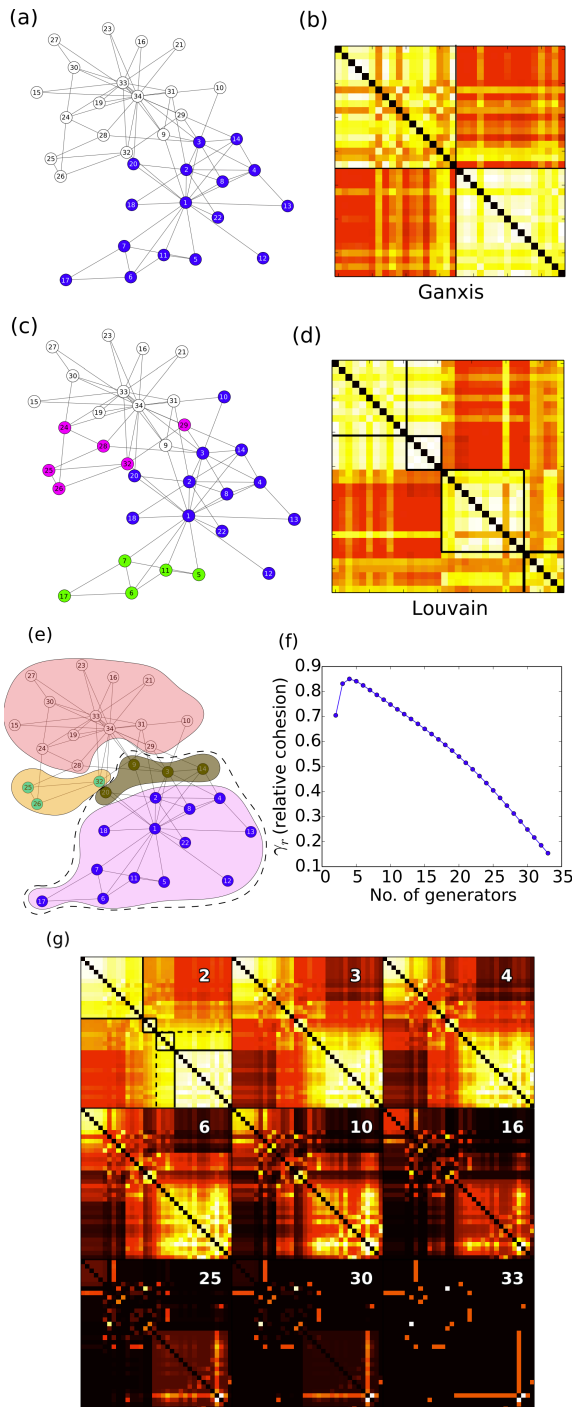 (a)
23
27 16 21
30 33 10
15 34 31
19
24 29
28 9 3 14
25 32
20 2 4
26 8
1
18 13
22
7
11 5 12
17 6
(b)
Ganxis
(c)
23
27 16
21
30
33 10
15 34 31
19
24 29
28 9 3 14
25 32
20 2 4
26 8
1
18 13
22
7
11 5 12
17 6
(d)
Louvain
(e)
23
27 16 21
30
33 10
15 34 31
19
24 29
28 9 3 14
25 32
20 2 4
26 8
1
18 13
22
7
11 5 12
17 6
(f)
0.9
0.8
0.7
0.6
0.5
0.4
0.3
0.2
0.1
γr (relative cohesion)
0 5 10 15 20 25 30 35
No. of generators
(g)
2 3 4
6 10 16
25 30 33